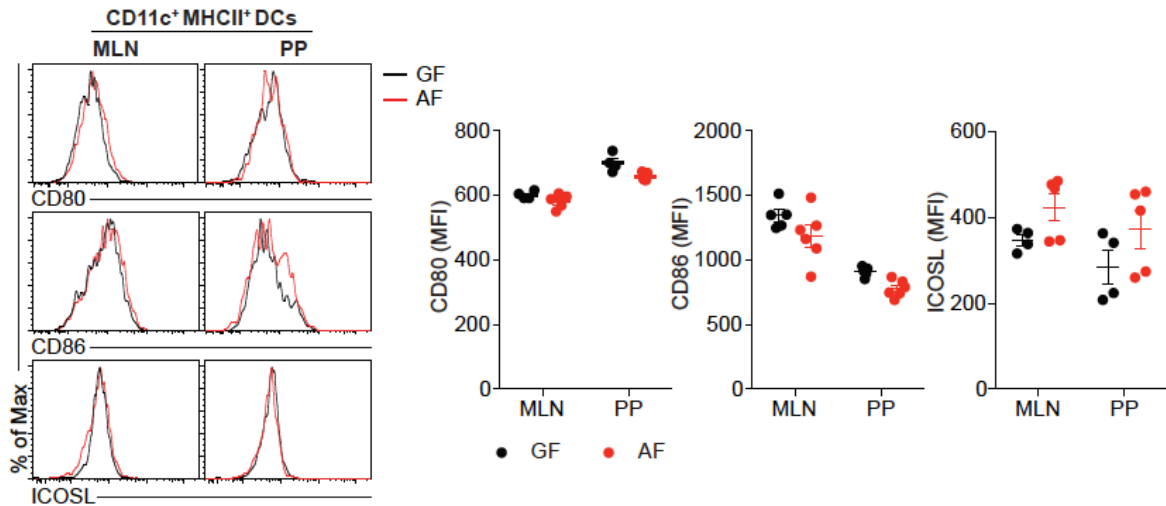 CD11c⁺ MHCII⁺ DCs
MLN PP
GF
AF
% of Max
CD80
CD86
ICOSL
CD80 (MFI)
800
600
400
200
0
MLN PP
CD86 (MFI)
2000
1500
1000
500
0
MLN PP
ICOSL (MFI)
600
400
200
0
MLN PP
GF AF